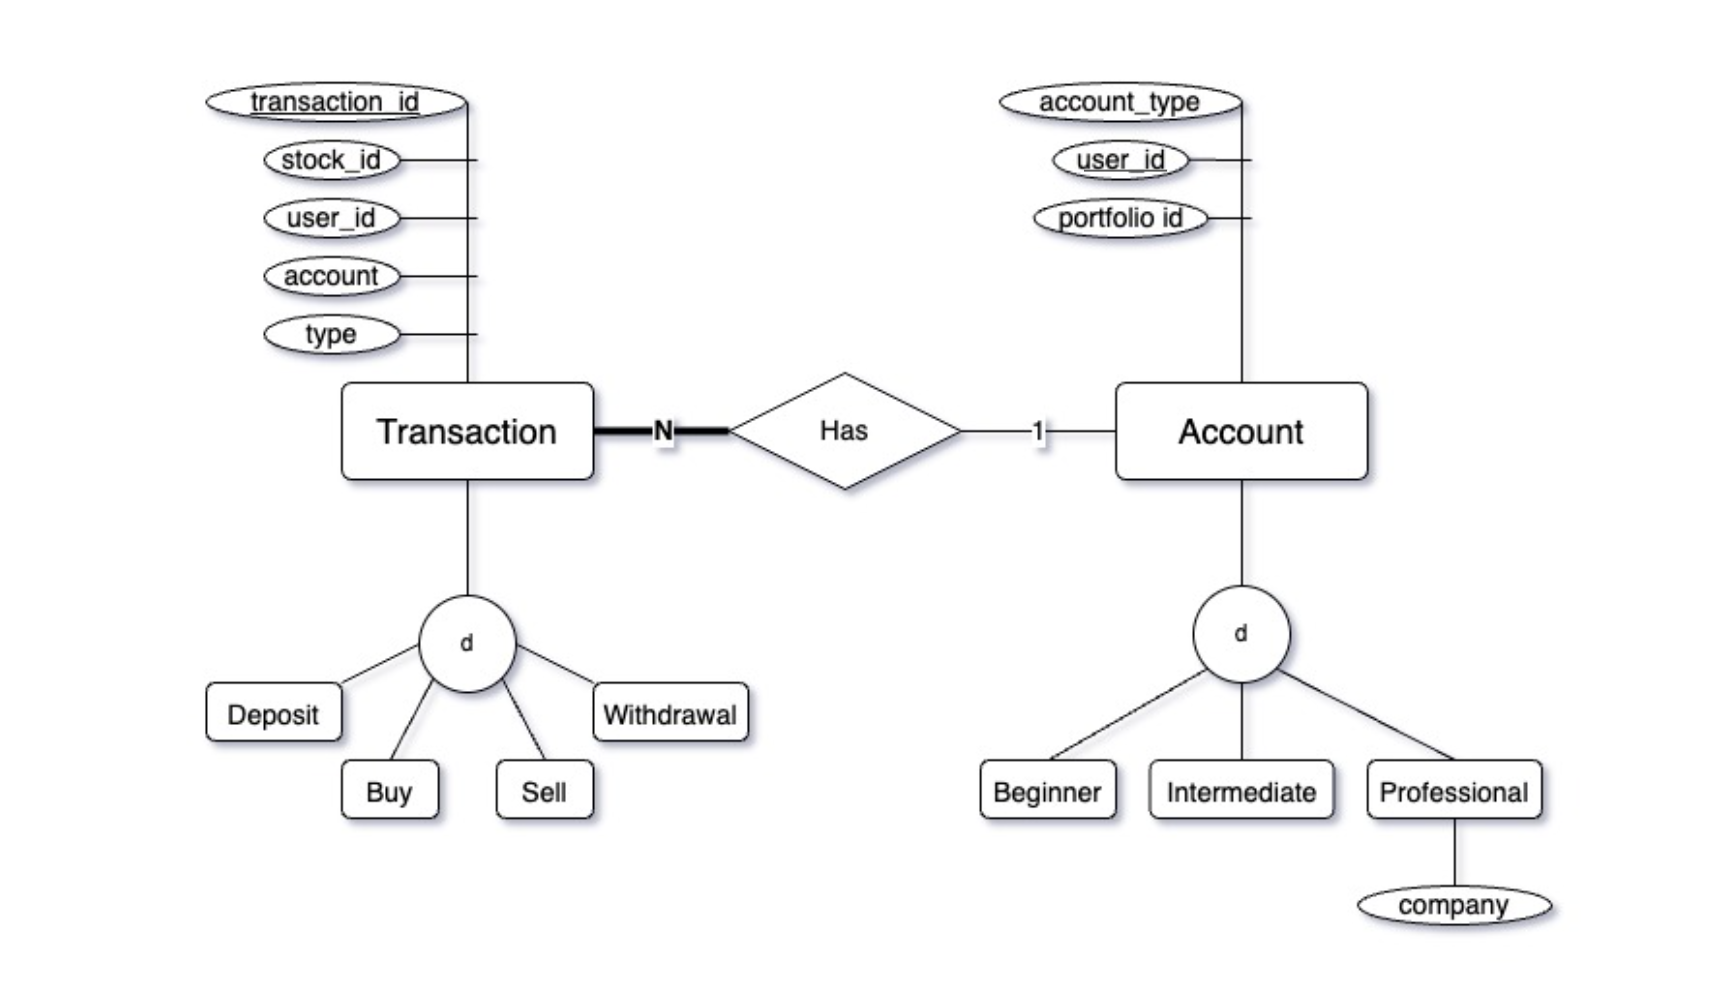 transaction_id
stock_id
user_id
account
type
account_type
user_id
portfolio id
Transaction
N
Has
1
Account
d
Deposit
Buy
Sell
Withdrawal
d
Beginner
Intermediate
Professional
company